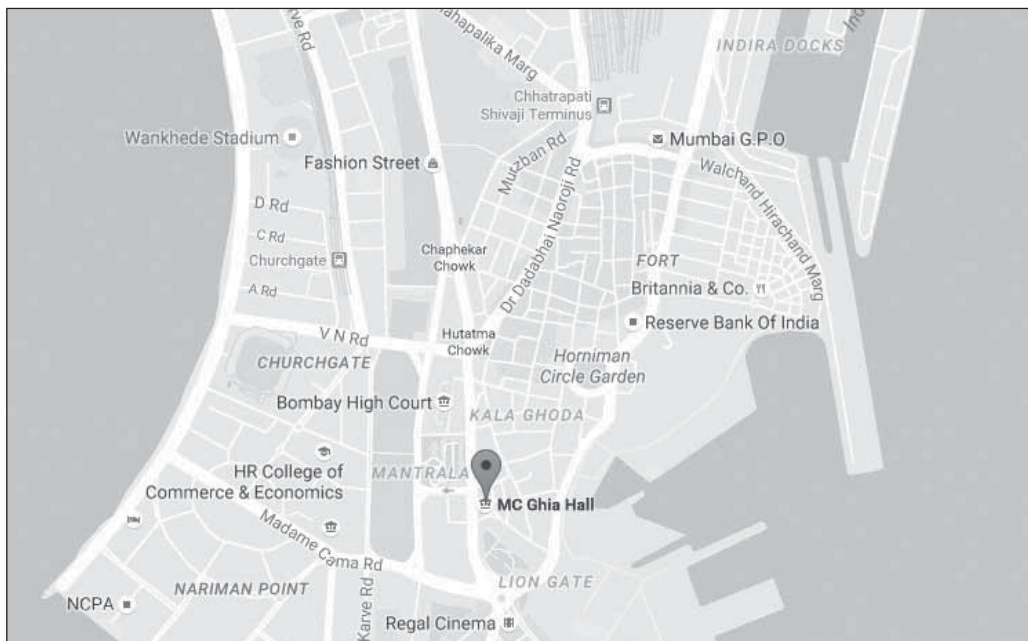 Karve Rd
Mahapalika Marg
INDIRA DOCKS
Chhatrapati
Shivaji Terminus
Wankhede Stadium
Mumbai G.P.O
Fashion Street
Mutzban Rd
Walchand Hirachand Marg
D Rd
C Rd
Churchgate
A Rd
Chaphekar
Chowk
Dr Dadabhai Naoroji Rd
FORT
Britannia & Co.
Reserve Bank Of India
V N Rd
Hutatma
Chowk
CHURCHGATE
Horniman
Circle Garden
Bombay High Court
KALA GHODA
HR College of
Commerce & Economics
MANTRALA
MC Ghia Hall
Madame Cama Rd
NARIMAN POINT
LION GATE
NCPA
Karve Rd
Regal Cinema